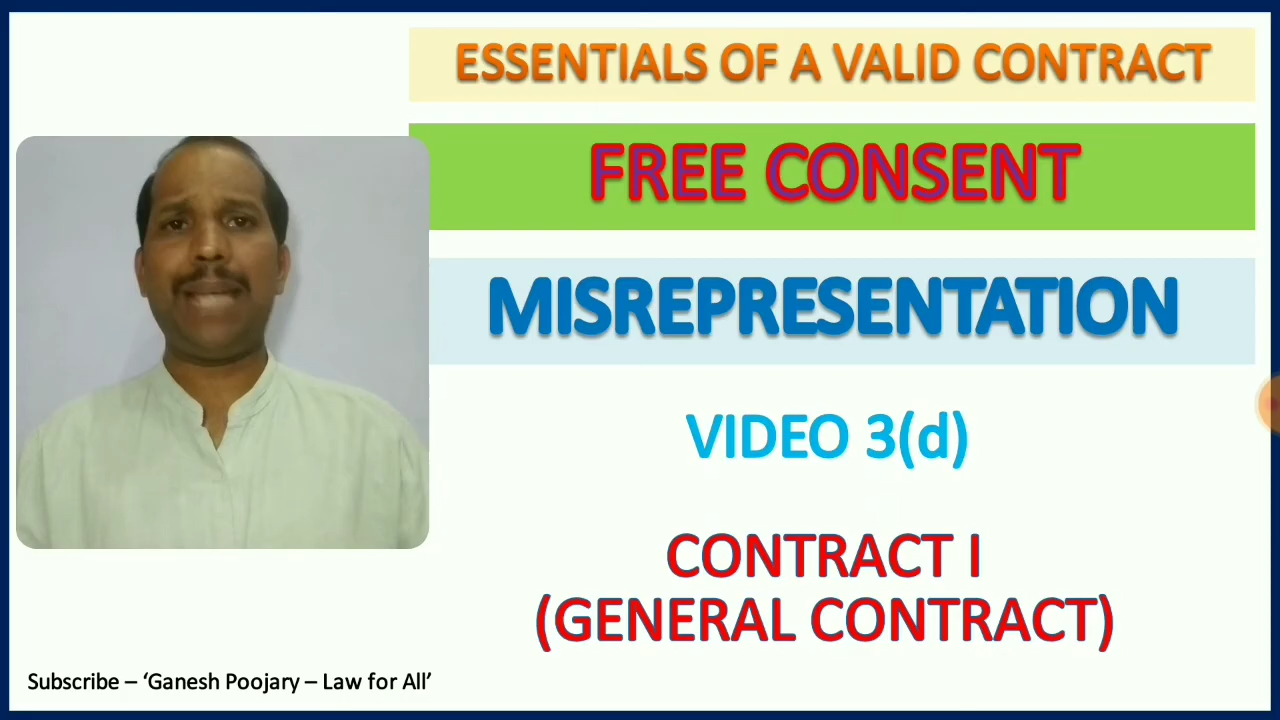 ESSENTIALS OF A VALID CONTRACT
FREE CONSENT
MISREPRESENTATION
VIDEO 3(d)
CONTRACT I
(GENERAL CONTRACT)
Subscribe – ‘Ganesh Poojary – Law for All’